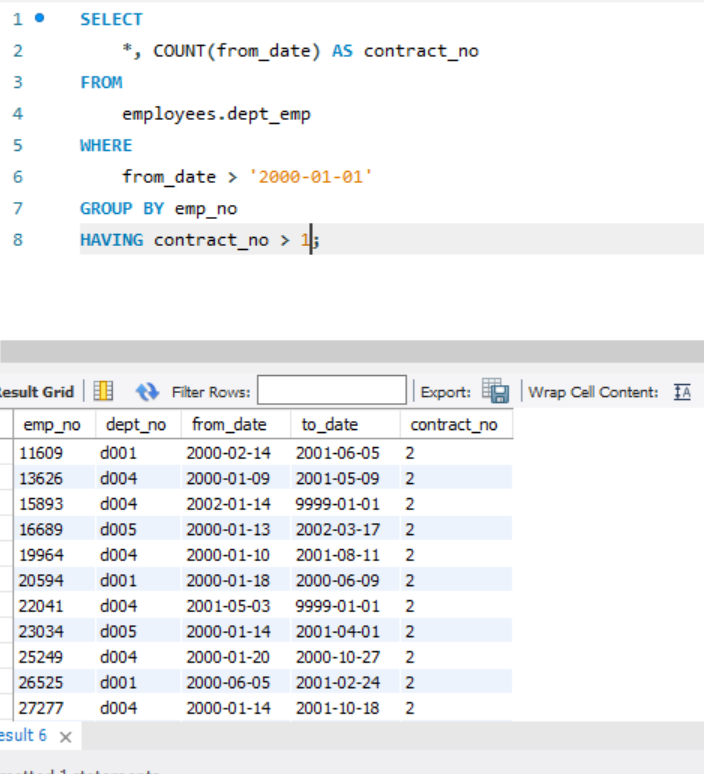 1 SELECT
2 *, COUNT(from_date) AS contract_no
3 FROM
4 employees.dept_emp
5 WHERE
6 from_date > '2000-01-01'
7 GROUP BY emp_no
8 HAVING contract_no > 1;
esult Grid Filter Rows: Export: Wrap Cell Content: IA
emp_no dept_no from_date to_date contract_no
11609 d001 2000-02-14 2001-06-05 2
13626 d004 2000-01-09 2001-05-09 2
15893 d004 2002-01-14 9999-01-01 2
16689 d005 2000-01-13 2002-03-17 2
19964 d004 2000-01-10 2001-08-11 2
20594 d001 2000-01-18 2000-06-09 2
22041 d004 2001-05-03 9999-01-01 2
23034 d005 2000-01-14 2001-04-01 2
25249 d004 2000-01-20 2000-10-27 2
26525 d001 2000-06-05 2001-02-24 2
27277 d004 2000-01-14 2001-10-18 2
esult 6